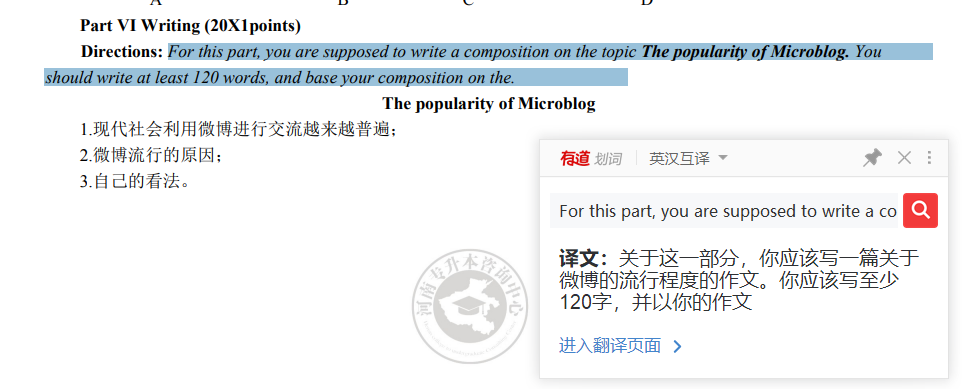 A B C D
Part VI Writing (20X1points)
Directions: For this part, you are supposed to write a composition on the topic The popularity of Microblog. You
should write at least 120 words, and base your composition on the.
The popularity of Microblog
1.现代社会利用微博进行交流越来越普遍；
2.微博流行的原因；
3.自己的看法。
有道 划词 英汉互译
For this part, you are supposed to write a co
译文：关于这一部分，你应该写一篇关于
微博的流行程度的作文。你应该写至少
120字，并以你的作文
进入翻译页面
河南专升本咨询中心